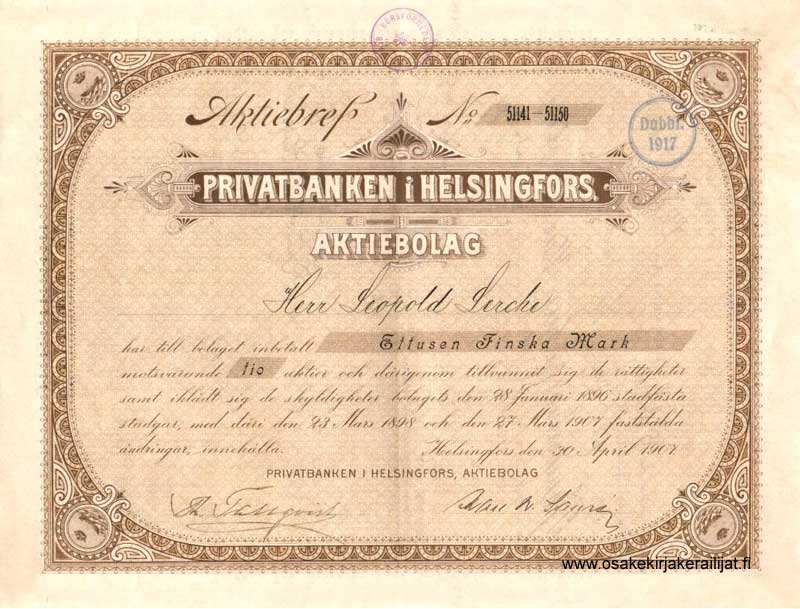 Aktiebref No 51141-51150
Dubbl.
1917
PRIVATBANKEN i HELSINGFORS,
AKTIEBOLAG
Herr Leopold Lerche
har till bolaget inbetalt Ettusen Finska Mark
motsvarande tio aktier och därigenom tillvunnit sig de rättigheter
samt iklädt sig de skyldigheter bolagets den 28 Januari 1896 stadfästa
stadgar, med däri den 23 Mars 1898 och den 27 Mars 1907 fastställda
ändringar, innehålla. Helsingfors den 30 April 1907
PRIVATBANKEN I HELSINGFORS, AKTIEBOLAG
www.osakekirjakerailijat.fi